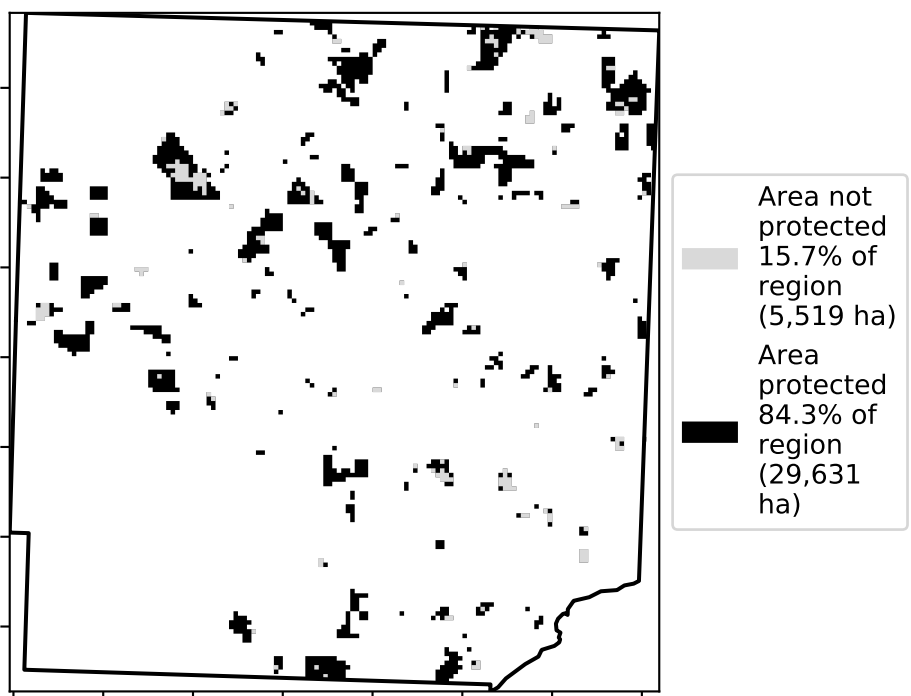 Area not
protected
15.7% of
region
(5,519 ha)
Area
protected
84.3% of
region
(29,631
ha)